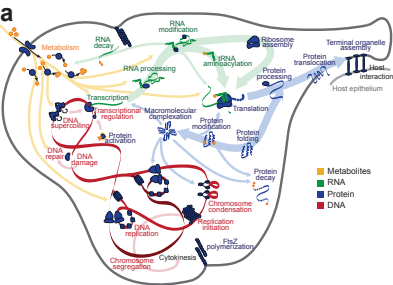 a
RNA
modification
Metabolism
RNA
decay
Ribosome
assembly
Terminal organelle
assembly
tRNA
aminoacylation
Protein
translocation
RNA processing
Protein
processing
Host
interaction
Host epithelium
Transcription
Transcriptional
regulation
Macromolecular
complexation
Translation
DNA
supercoiling
Protein
activation
Protein
modification
Protein
folding
DNA
repair
DNA
damage
Protein
decay
Metabolites
RNA
Protein
DNA
Chromosome
condensation
Replication
initiation
DNA
replication
FtsZ
polymerization
Cytokinesis
Chromosome
segregation